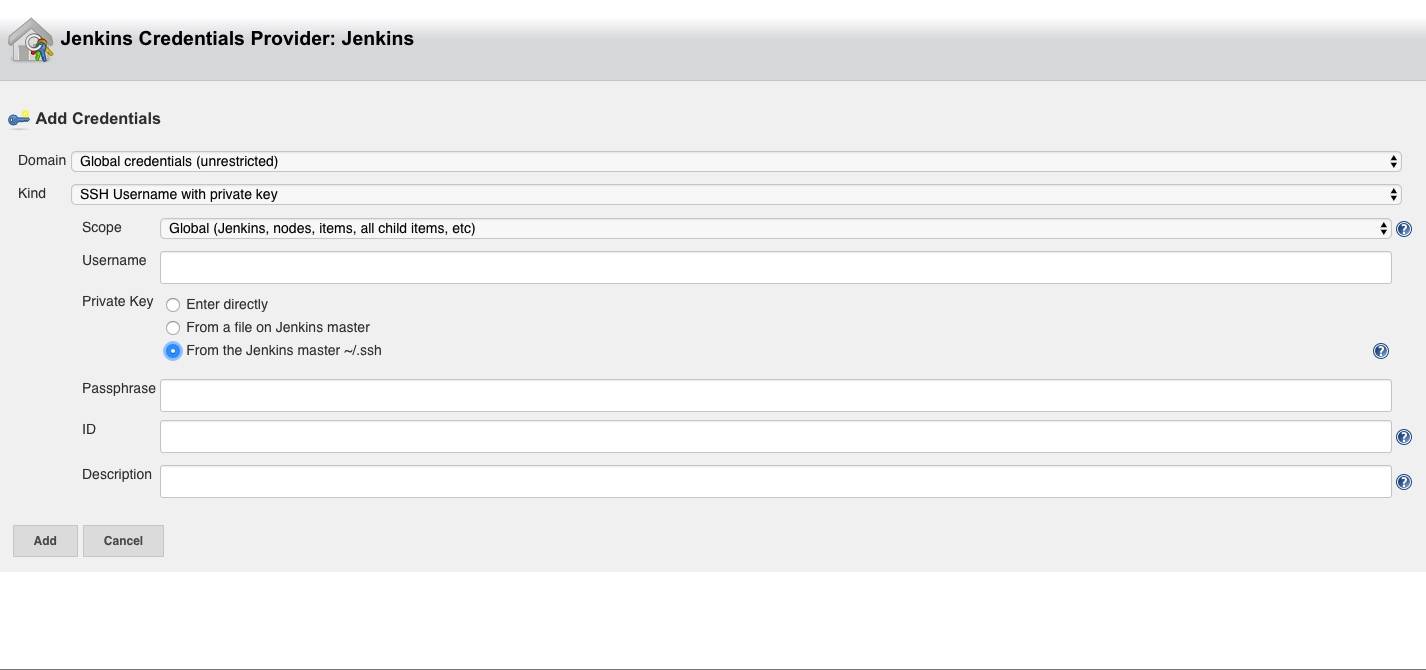 Jenkins Credentials Provider: Jenkins
Add Credentials
Domain Global credentials (unrestricted)
Kind SSH Username with private key
Scope Global (Jenkins, nodes, items, all child items, etc)
Username
Private Key Enter directly
From a file on Jenkins master
From the Jenkins master ~/.ssh
Passphrase
ID
Description
Add Cancel